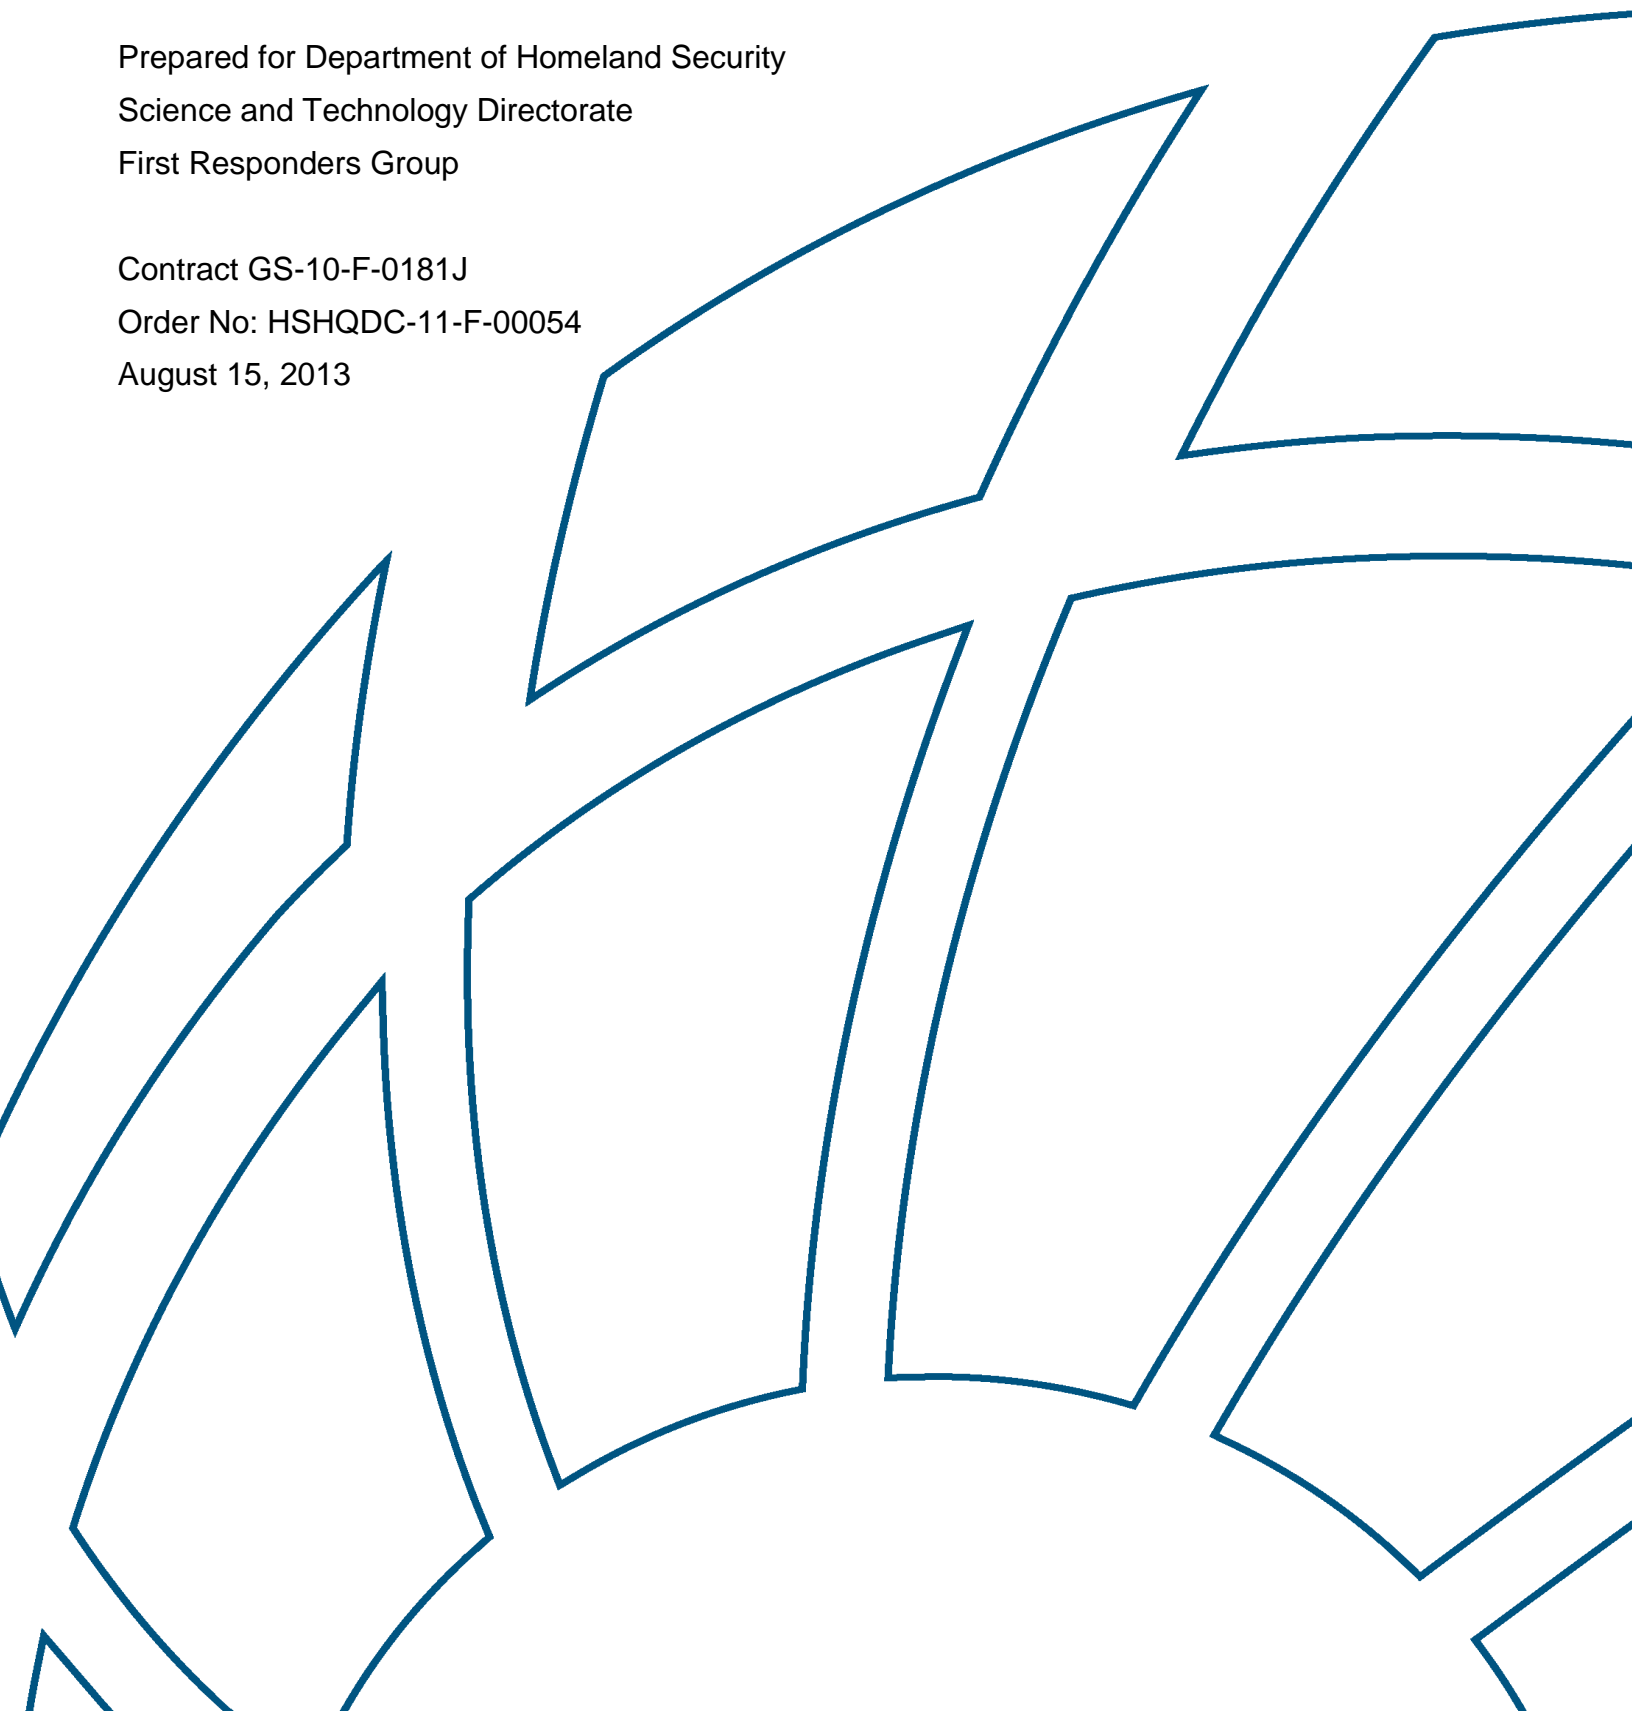 Prepared for Department of Homeland Security
Science and Technology Directorate
First Responders Group
Contract GS-10-F-0181J
Order No: HSHQDC-11-F-00054
August 15, 2013